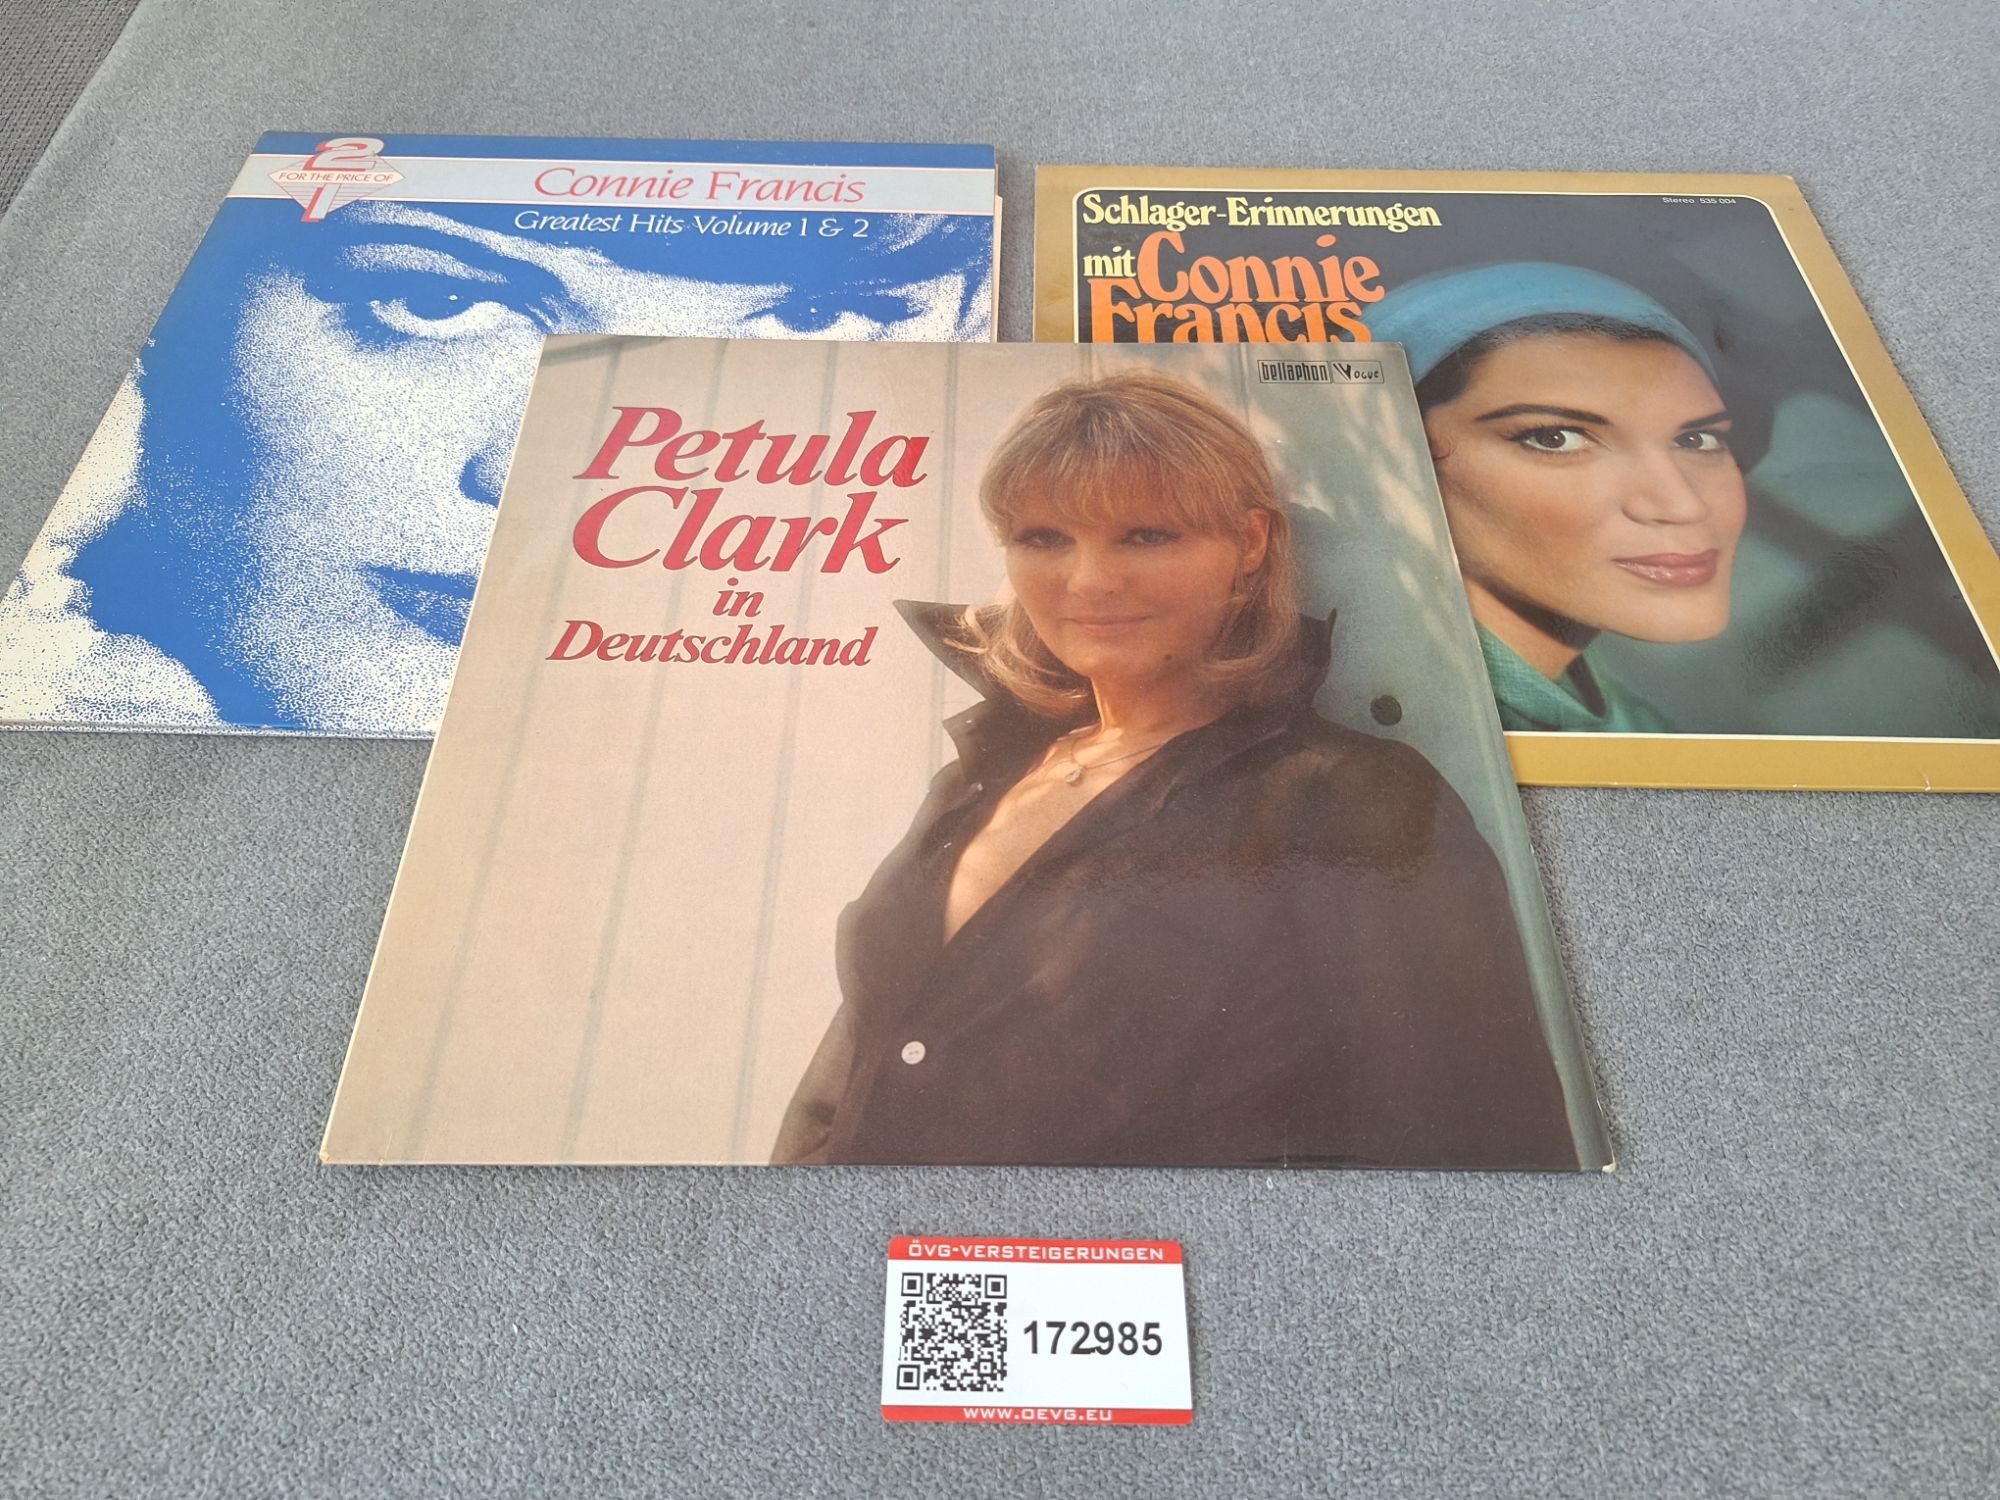 2
FOR THE PRICE OF
1
Connie Francis
Greatest Hits Volume 1 & 2
Stereo 535 004
Schlager-Erinnerungen
mit Connie
Francis
bellaphon Vogue
Petula
Clark
in
Deutschland
ÖVG-VERSTEIGERUNGEN
172985
WWW.OEVG.EU